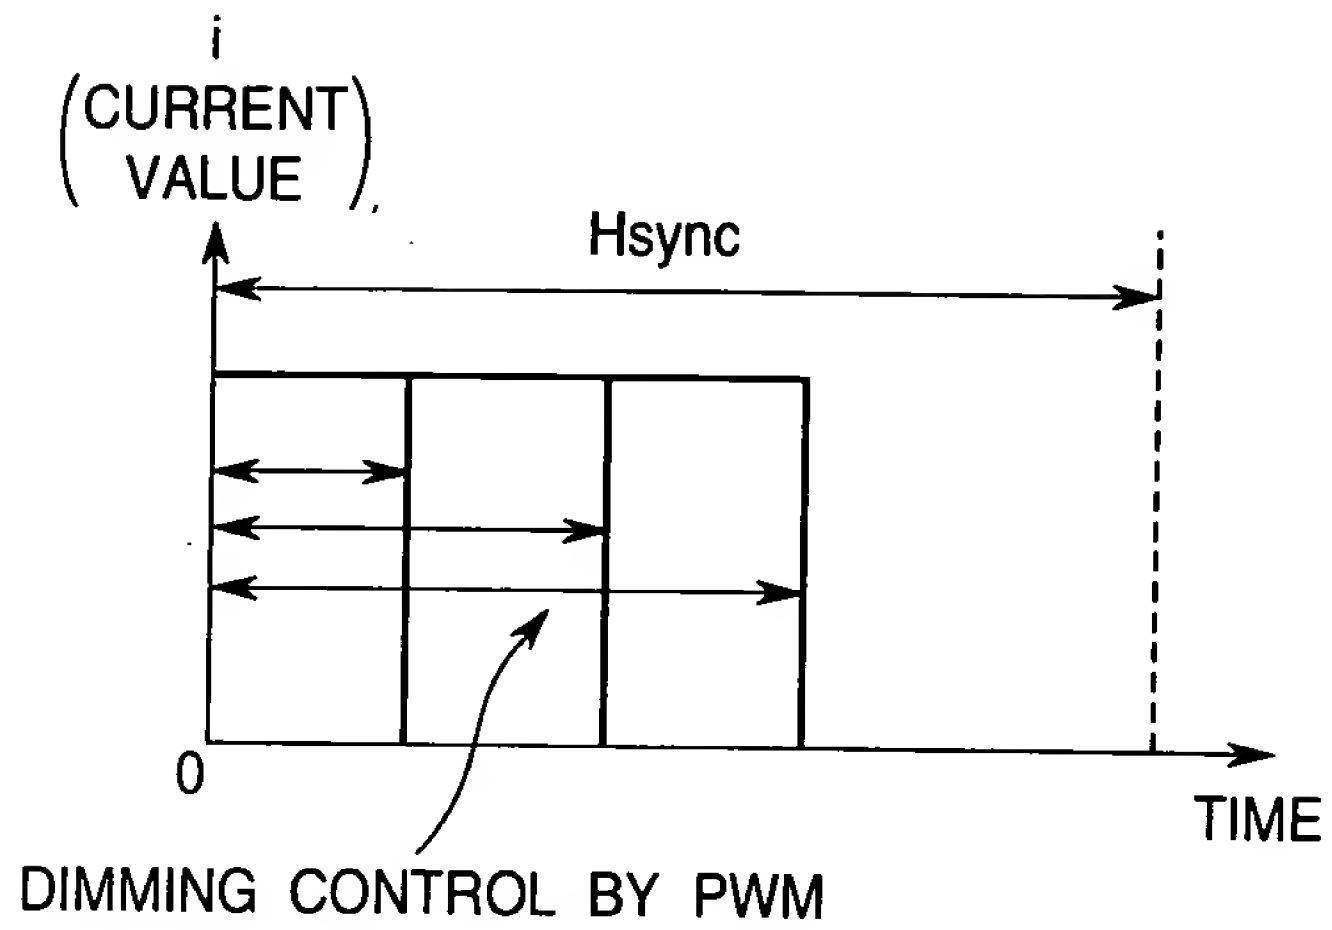 i
(CURRENT
VALUE)
Hsync
0
TIME
DIMMING CONTROL BY PWM